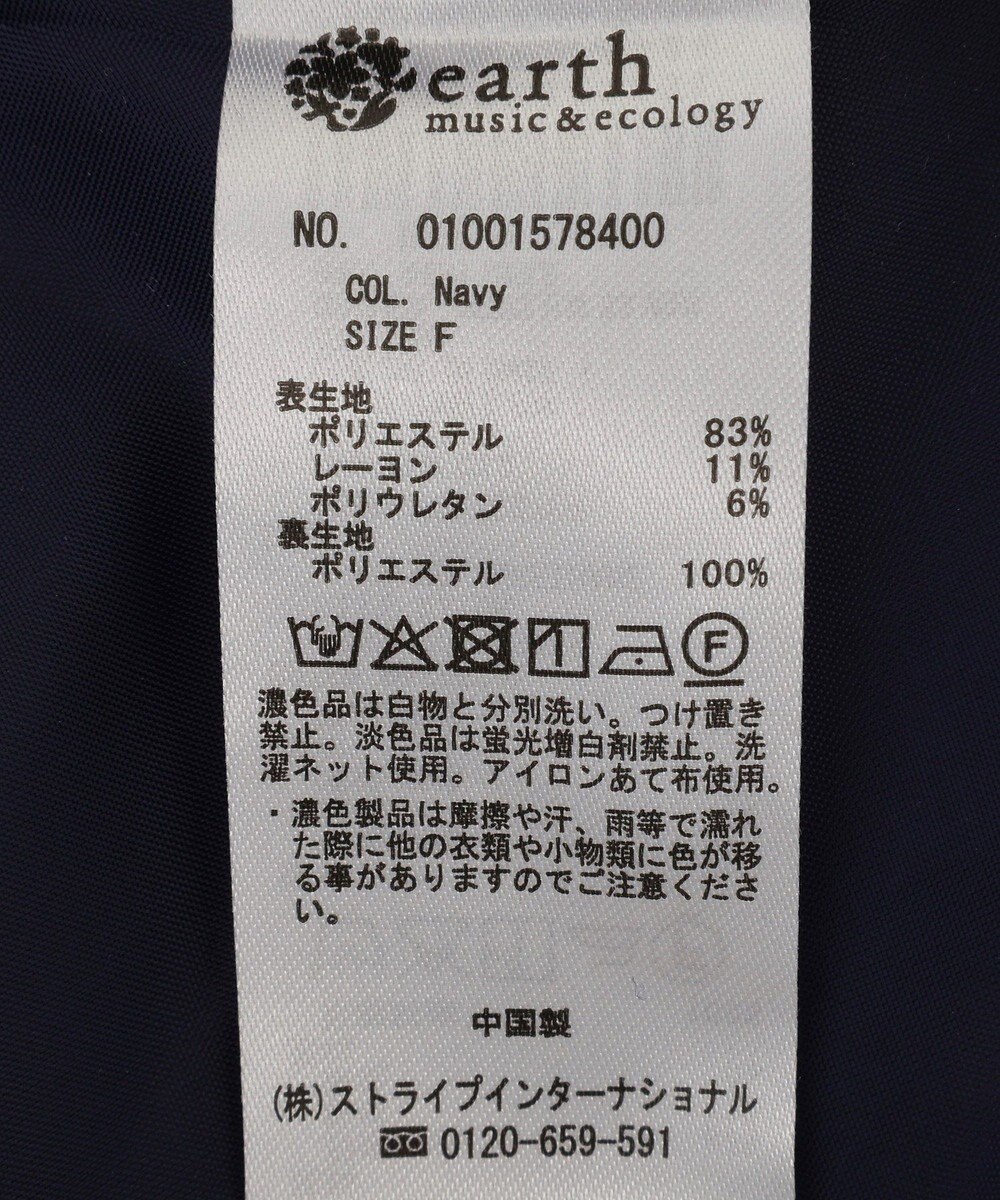 earth
music&ecology
NO. 01001578400
COL. Navy
SIZE F
表生地
ポリエステル 83%
レーヨン 11%
ポリウレタン 6%
裏生地
ポリエステル 100%
F
濃色品は白物と分別洗い。つけ置き
禁止。淡色品は蛍光増白剤禁止。洗
濯ネット使用。アイロンあて布使用。
・濃色製品は摩擦や汗、雨等で濡れ
た際に他の衣類や小物類に色が移
る事がありますのでご注意くださ
い。
中国製
(株)ストライプインターナショナル
0120-659-591